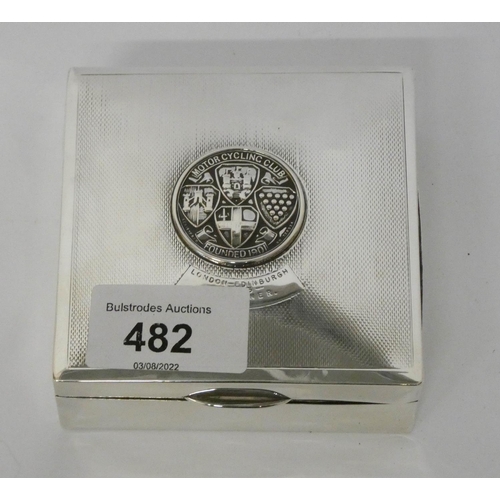 MOTOR CYCLING CLUB
FOUNDED 1901
LONDON-EDINBURGH
Bulstrodes Auctions
482
03/08/2022